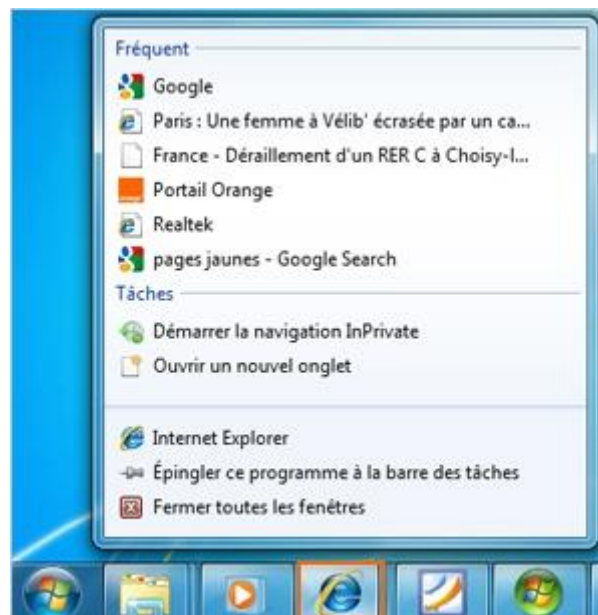 Fréquent
Google
Paris : Une femme à Vélib' écrasée par un ca...
France - Déraillement d'un RER C à Choisy-l...
Portail Orange
Realtek
pages jaunes - Google Search
Tâches
Démarrer la navigation InPrivate
Ouvrir un nouvel onglet
Internet Explorer
Épingler ce programme à la barre des tâches
Fermer toutes les fenêtres